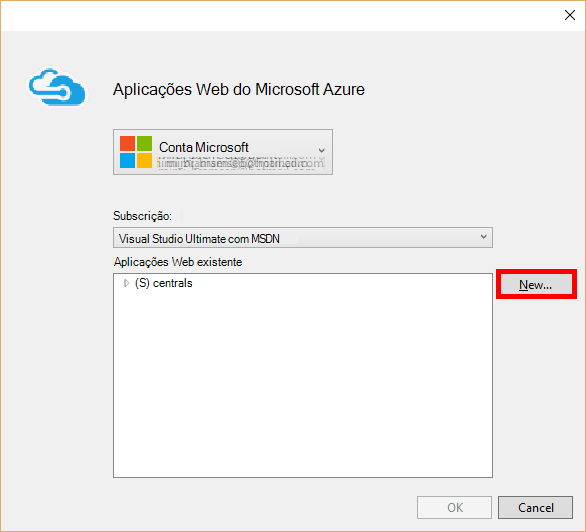 Aplicações Web do Microsoft Azure
Conta Microsoft
Subscrição:
Visual Studio Ultimate com MSDN
Aplicações Web existente
(S) centrals
New...
OK
Cancel